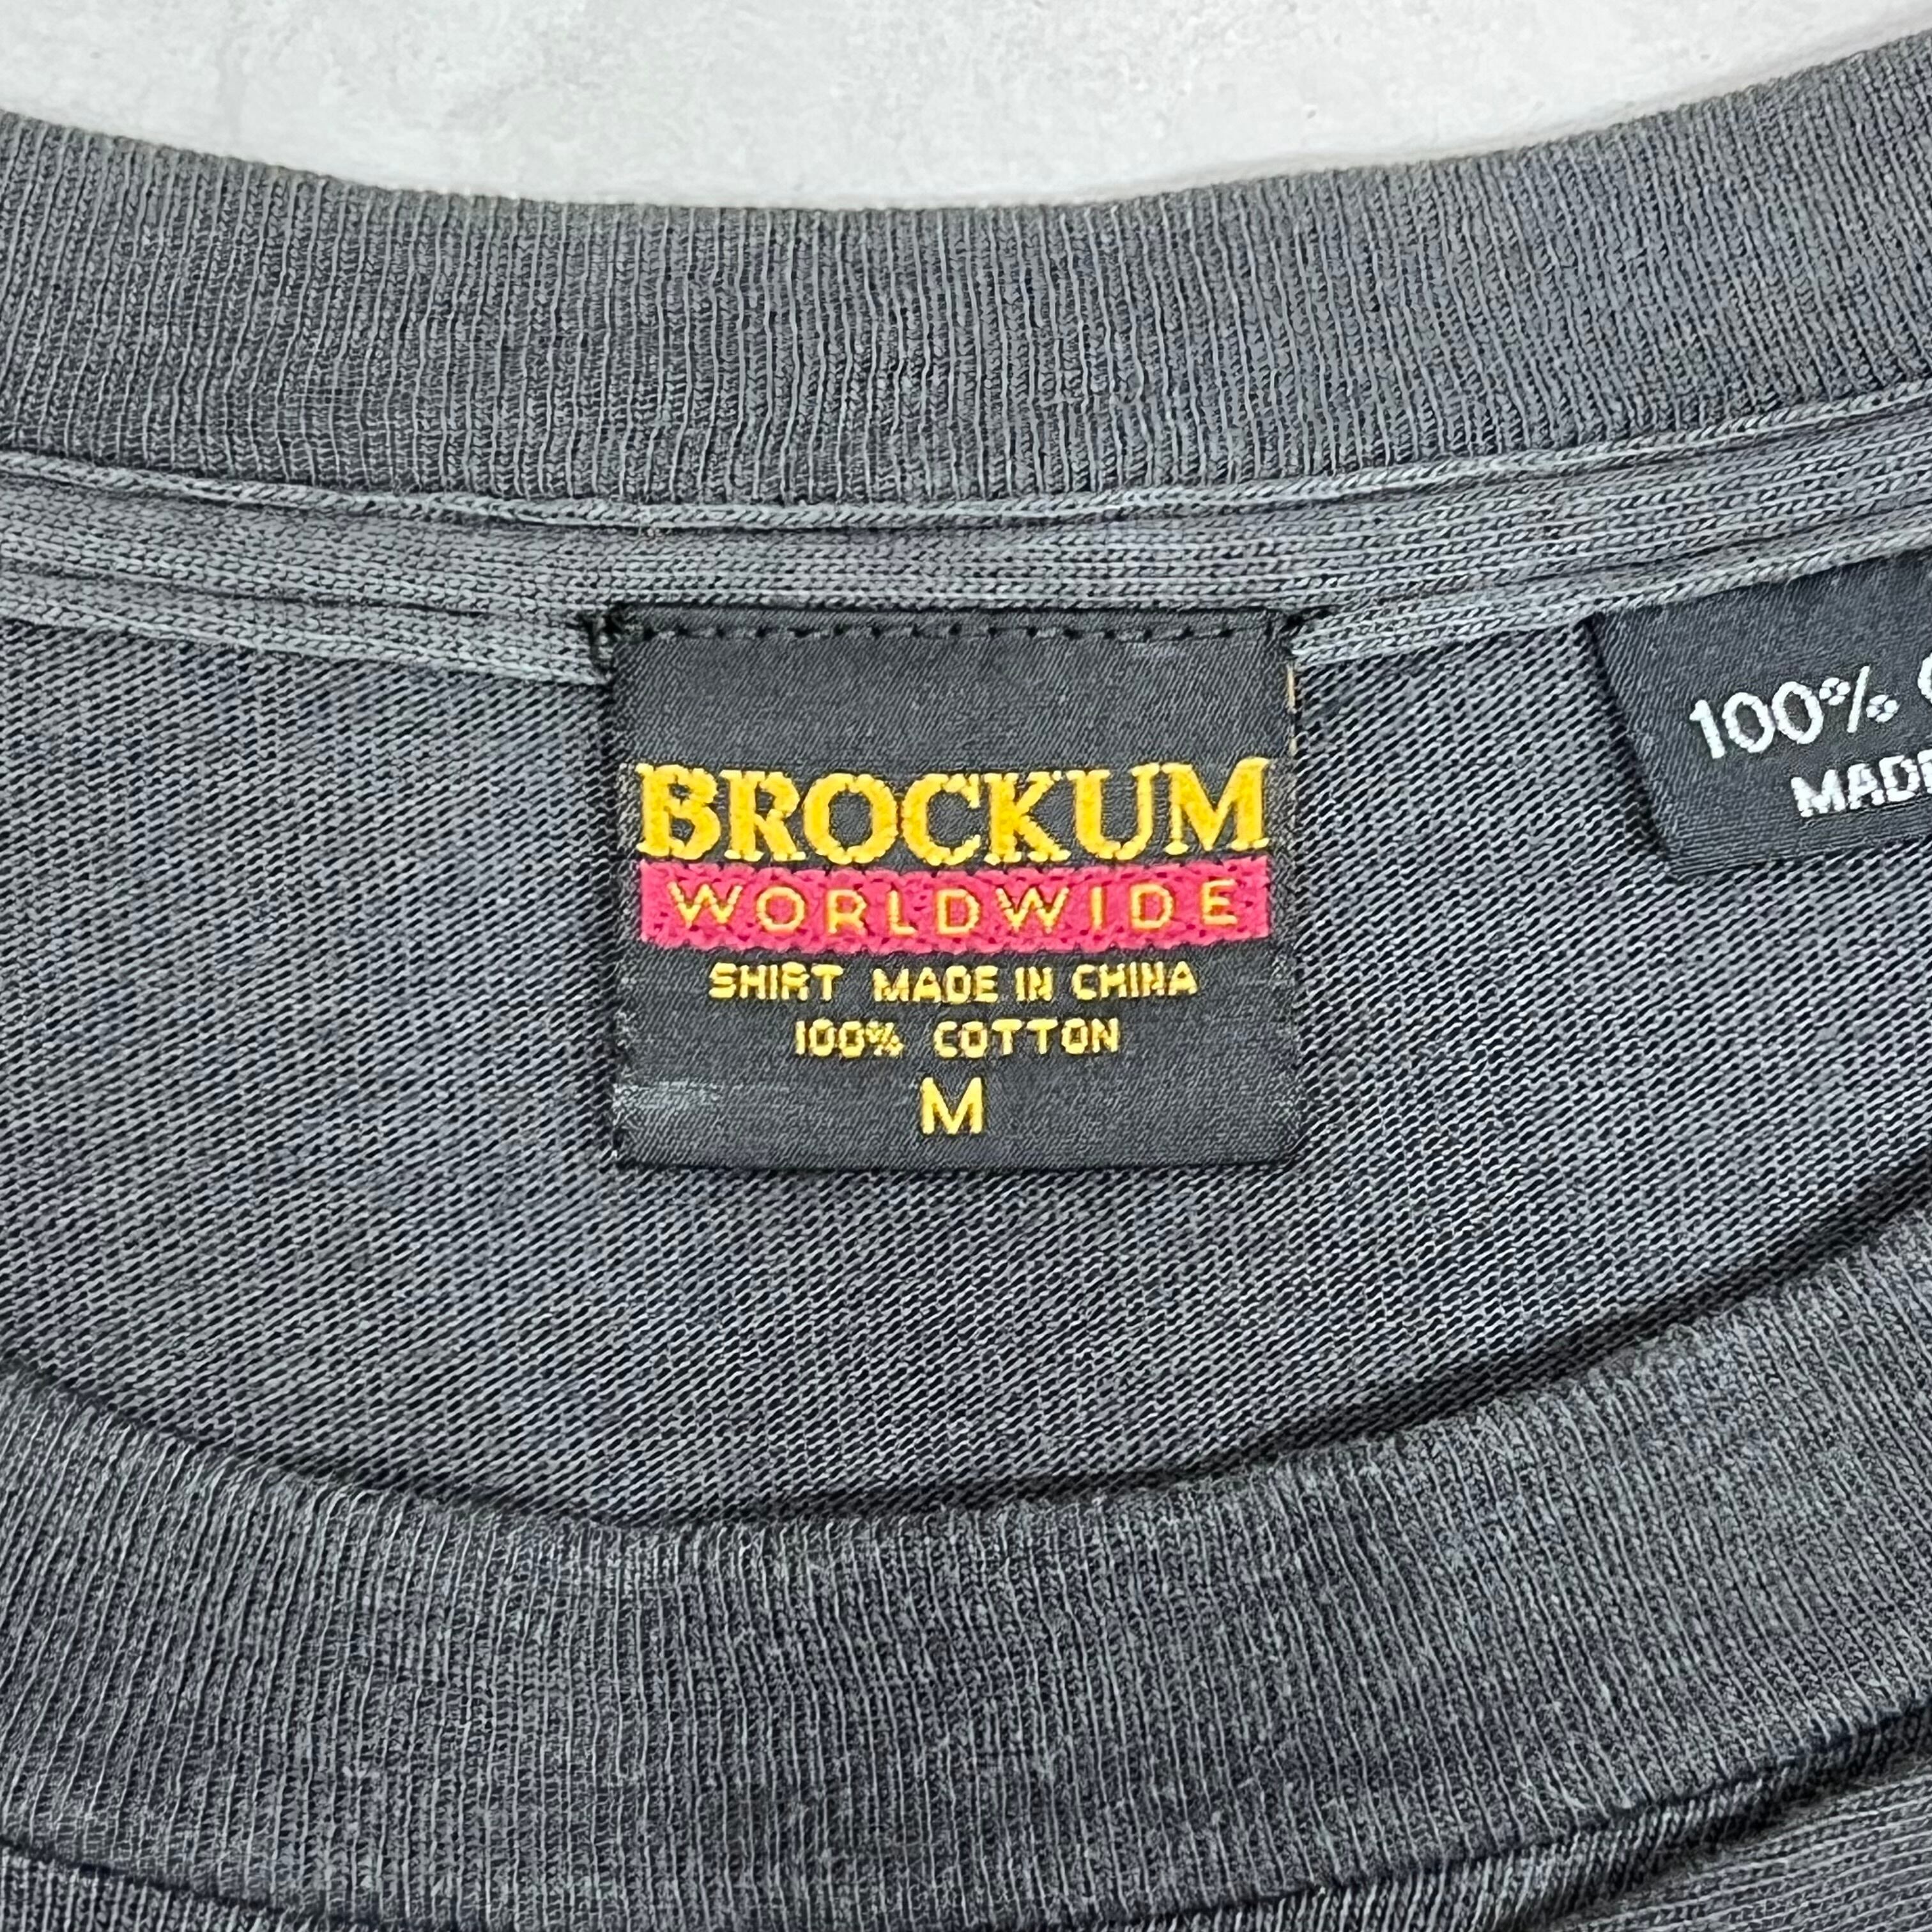 BROCKUM
WORLDWIDE
SHIRT MADE IN CHINA
100% COTTON
M
100%
MADE